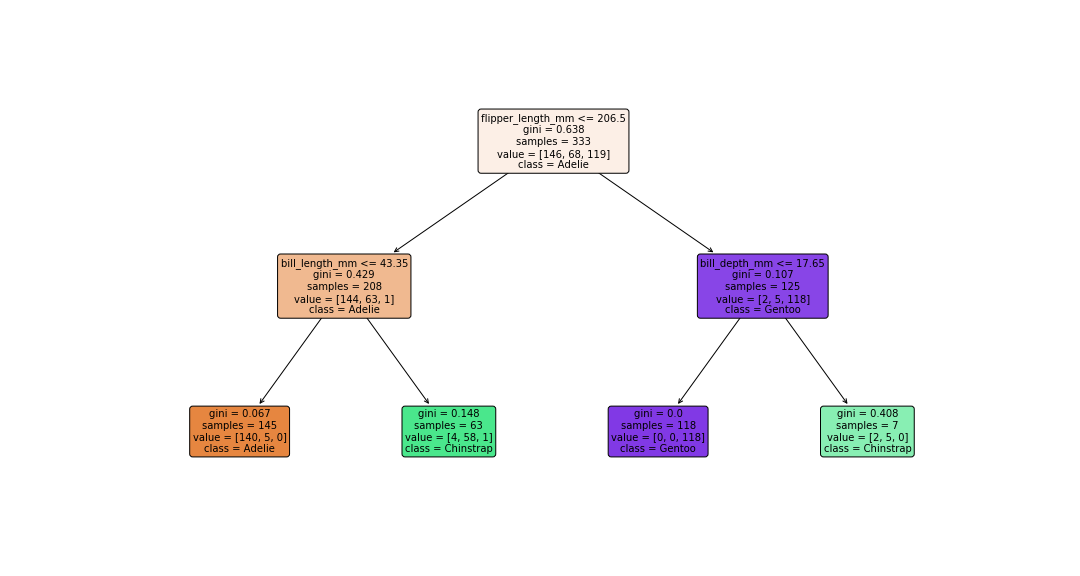 flipper_length_mm <= 206.5
gini = 0.638
samples = 333
value = [146, 68, 119]
class = Adelie
bill_length_mm <= 43.35
gini = 0.429
samples = 208
value = [144, 63, 1]
class = Adelie
bill_depth_mm <= 17.65
gini = 0.107
samples = 125
value = [2, 5, 118]
class = Gentoo
gini = 0.067
samples = 145
value = [140, 5, 0]
class = Adelie
gini = 0.148
samples = 63
value = [4, 58, 1]
class = Chinstrap
gini = 0.0
samples = 118
value = [0, 0, 118]
class = Gentoo
gini = 0.408
samples = 7
value = [2, 5, 0]
class = Chinstrap